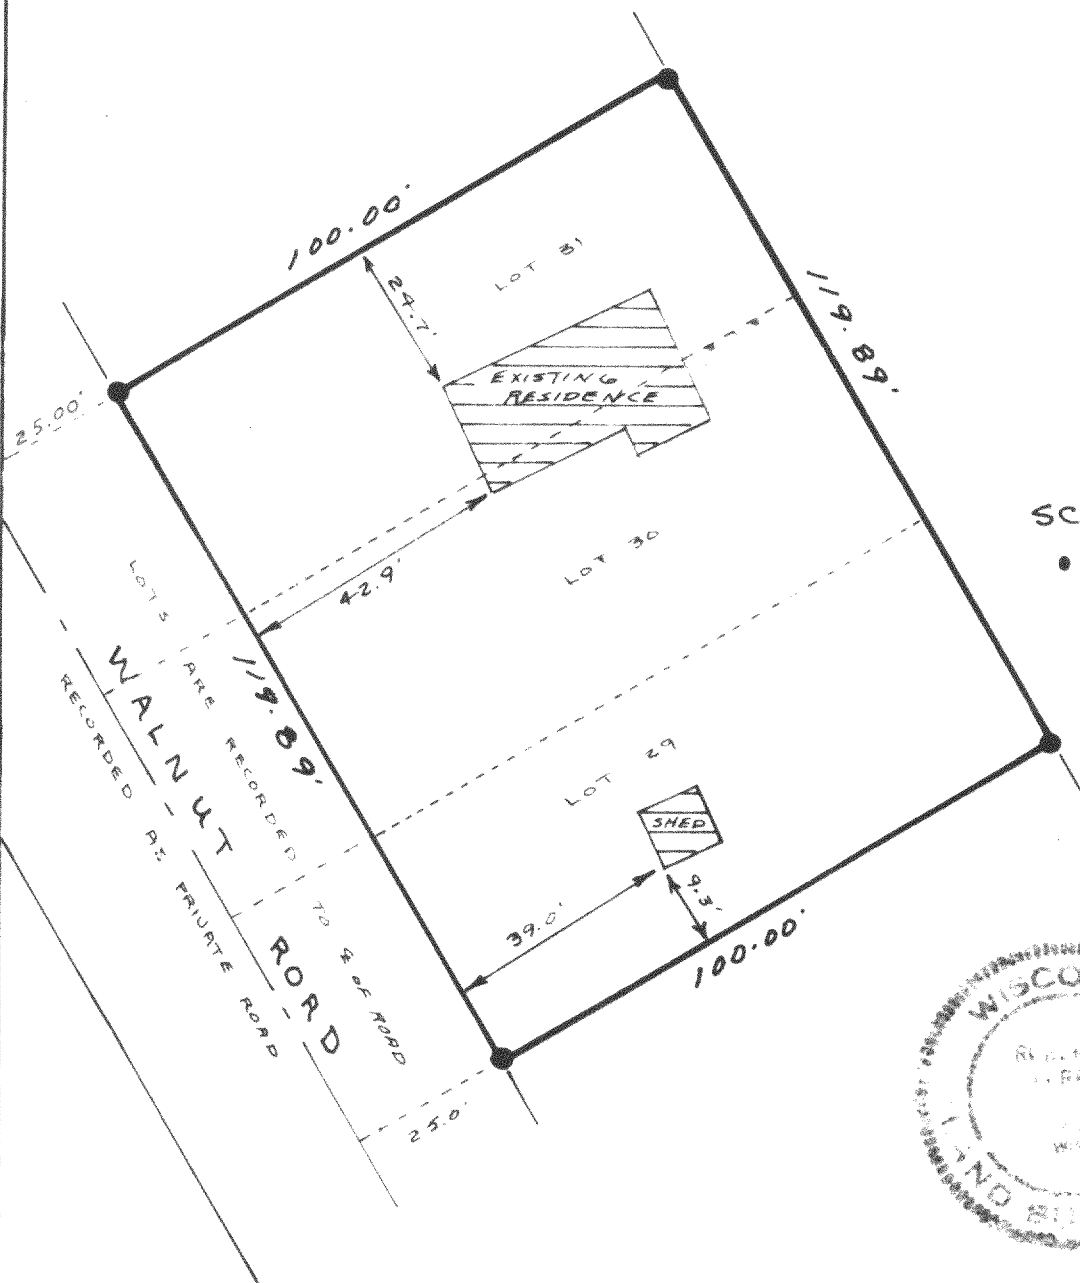 100.00'
LOT 31
24.7'
119.89'
EXISTING
RESIDENCE
25.00'
SC
LOT 30
42.9'
LOTS ARE RECORDED TO ℄ OF ROAD
119.89'
WALNUT ROAD
RECORDED AS PRIVATE ROAD
LOT 29
SHED
39.0'
9.3'
100.00'
25.0'
WISCO